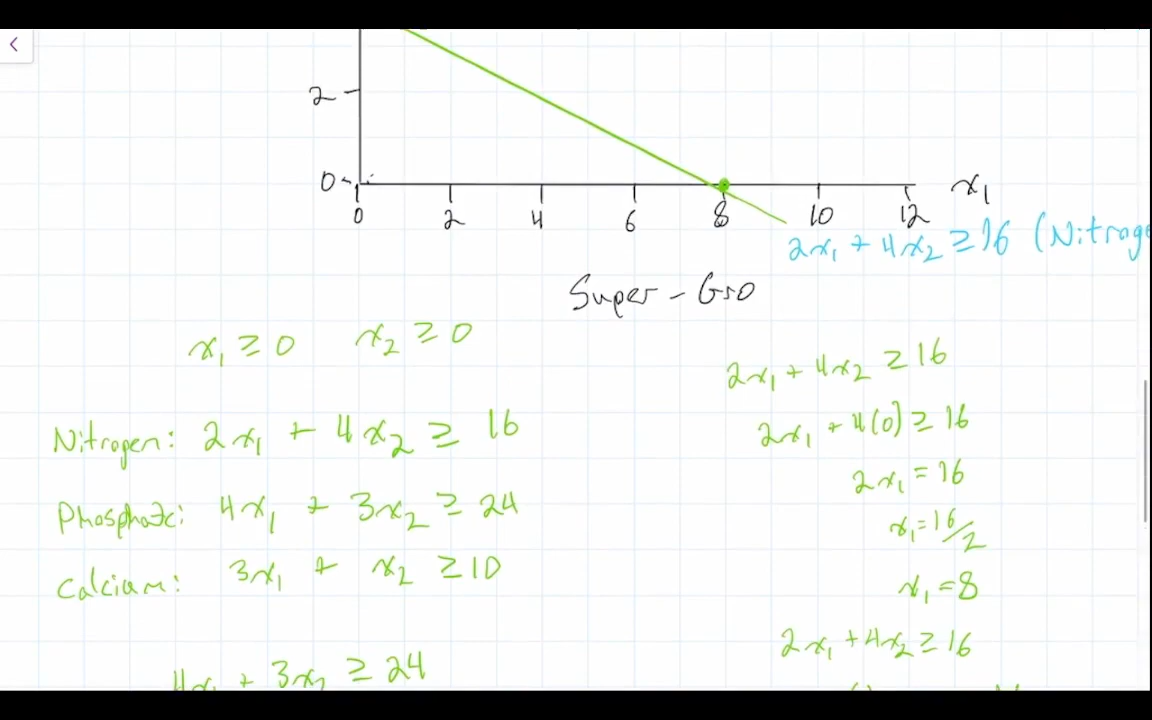 2
0
0 2 4 6 8 10 12 x₁
2x₁ + 4x₂ ≥ 16 (Nitroge
Super - Gro
x₁ ≥ 0 x₂ ≥ 0
Nitrogen: 2x₁ + 4x₂ ≥ 16
Phosphate: 4x₁ + 3x₂ ≥ 24
Calcium: 3x₁ + x₂ ≥ 10
4x₁ + 3x₂ ≥ 24
2x₁ + 4x₂ ≥ 16
2x₁ + 4(0) ≥ 16
2x₁ = 16
x₁ = 16/2
x₁ = 8
2x₁ + 4x₂ ≥ 16